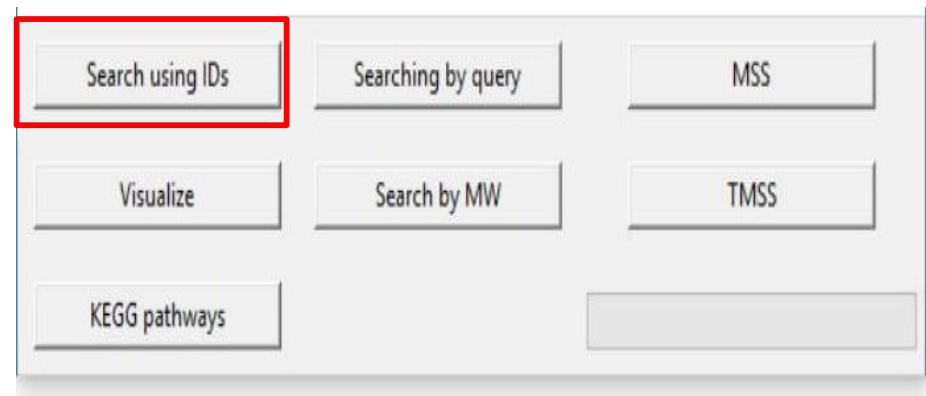 Search using IDs
Searching by query
MSS
Visualize
Search by MW
TMSS
KEGG pathways